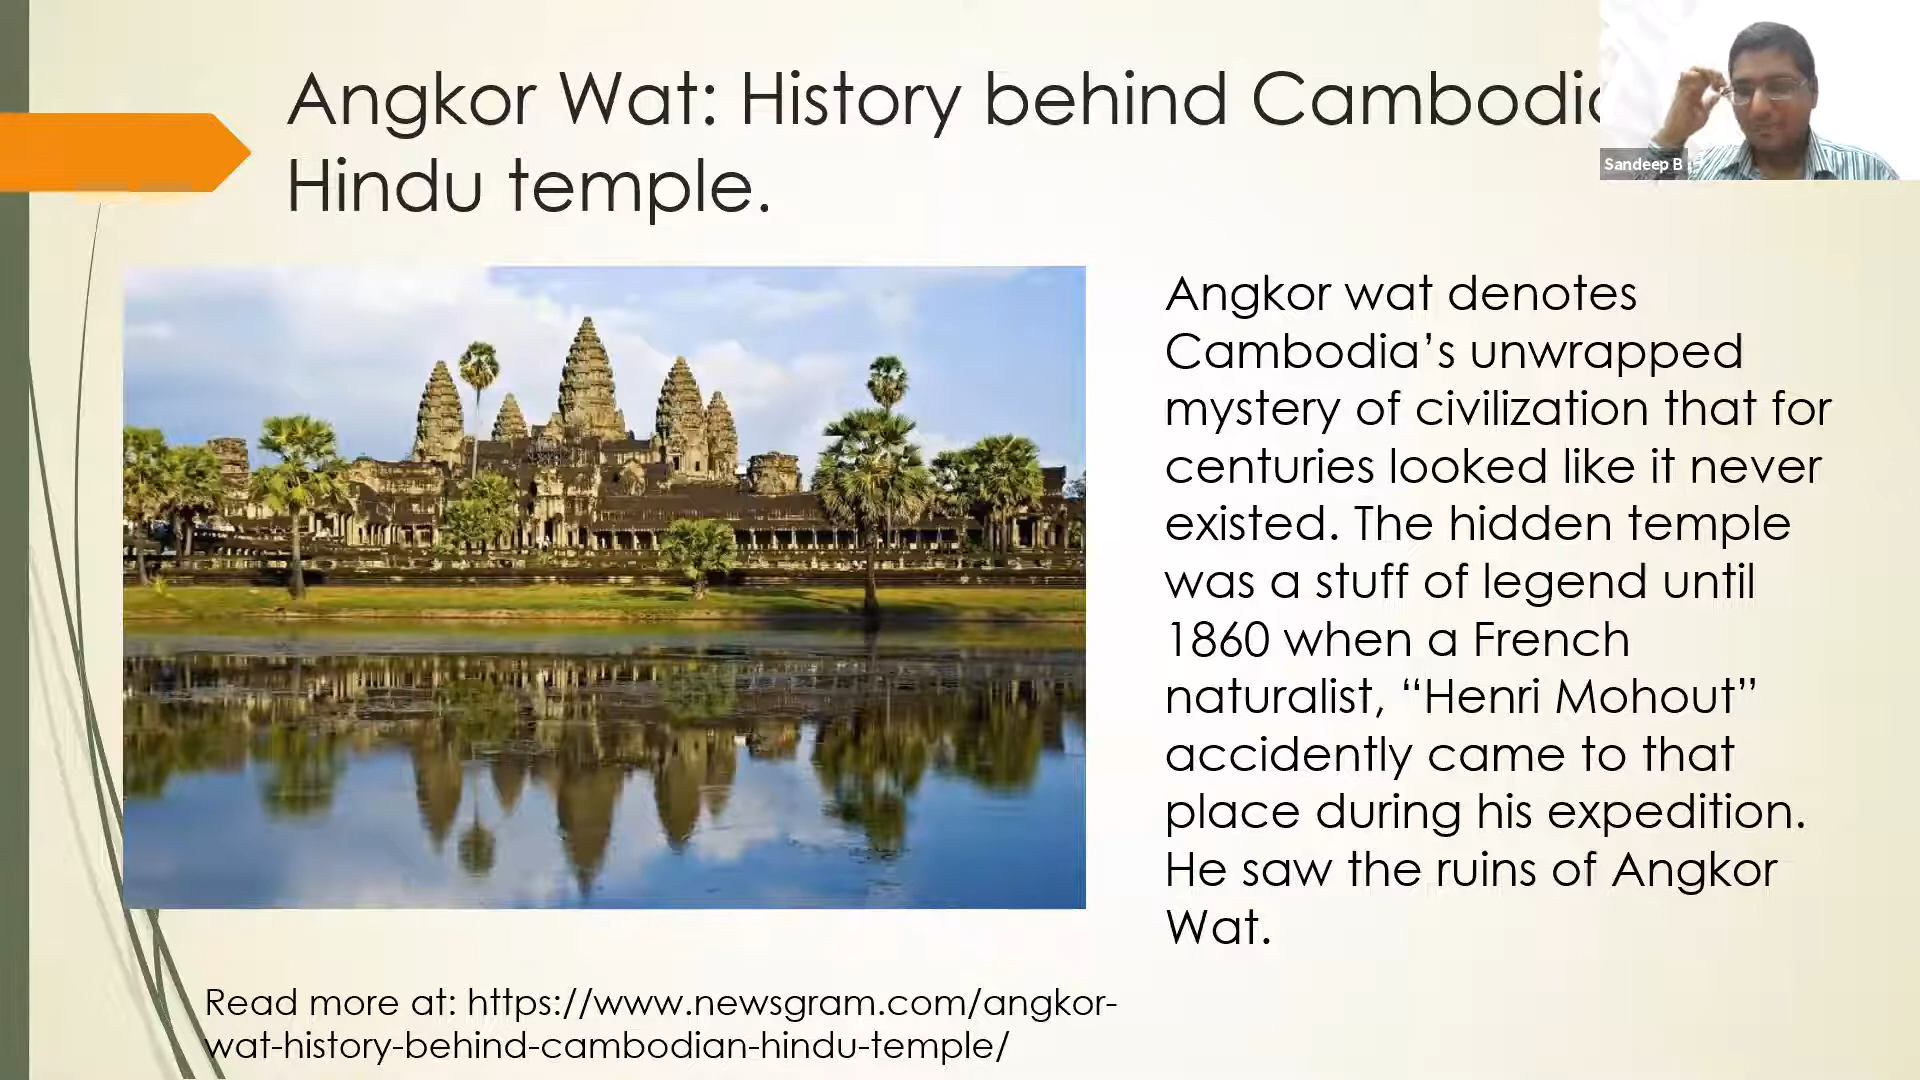 Angkor Wat: History behind Cambodia
Hindu temple.
Sandeep B
Angkor wat denotes
Cambodia’s unwrapped
mystery of civilization that for
centuries looked like it never
existed. The hidden temple
was a stuff of legend until
1860 when a French
naturalist, “Henri Mohout”
accidently came to that
place during his expedition.
He saw the ruins of Angkor
Wat.
Read more at: https://www.newsgram.com/angkor-
wat-history-behind-cambodian-hindu-temple/